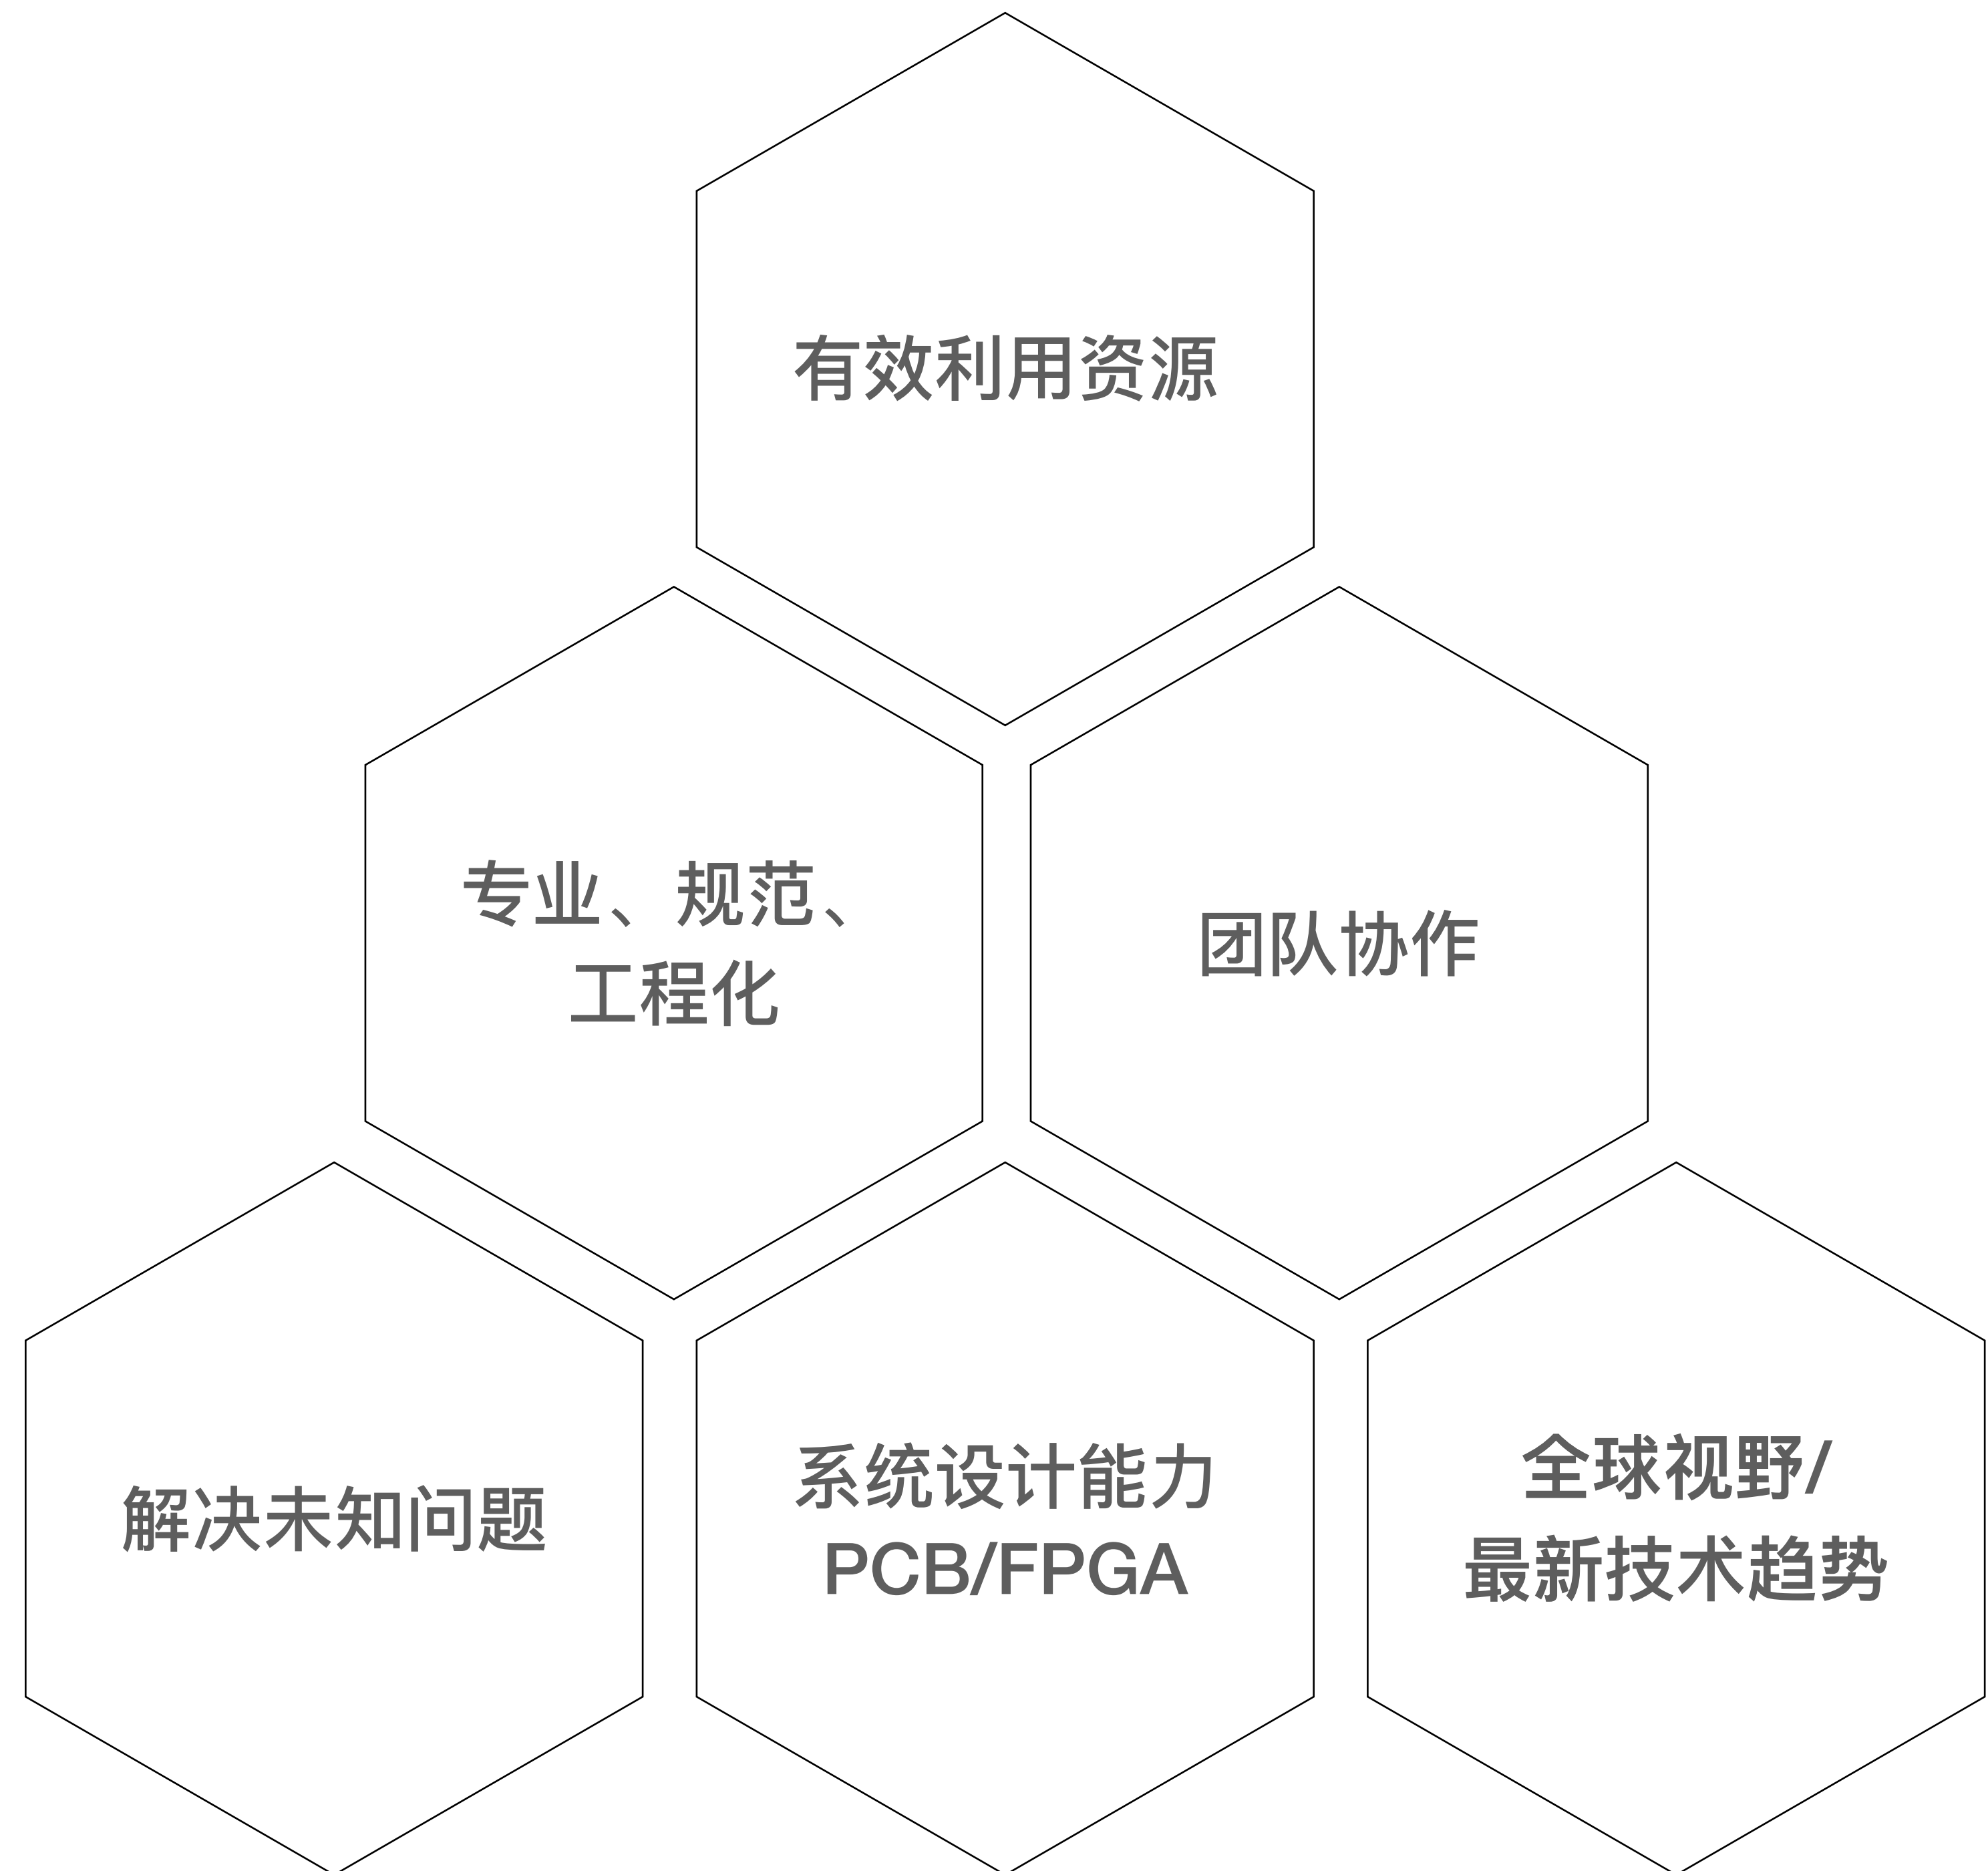 有效利用资源
专业、规范、
工程化
团队协作
解决未知问题
系统设计能力
PCB/FPGA
全球视野/
最新技术趋势